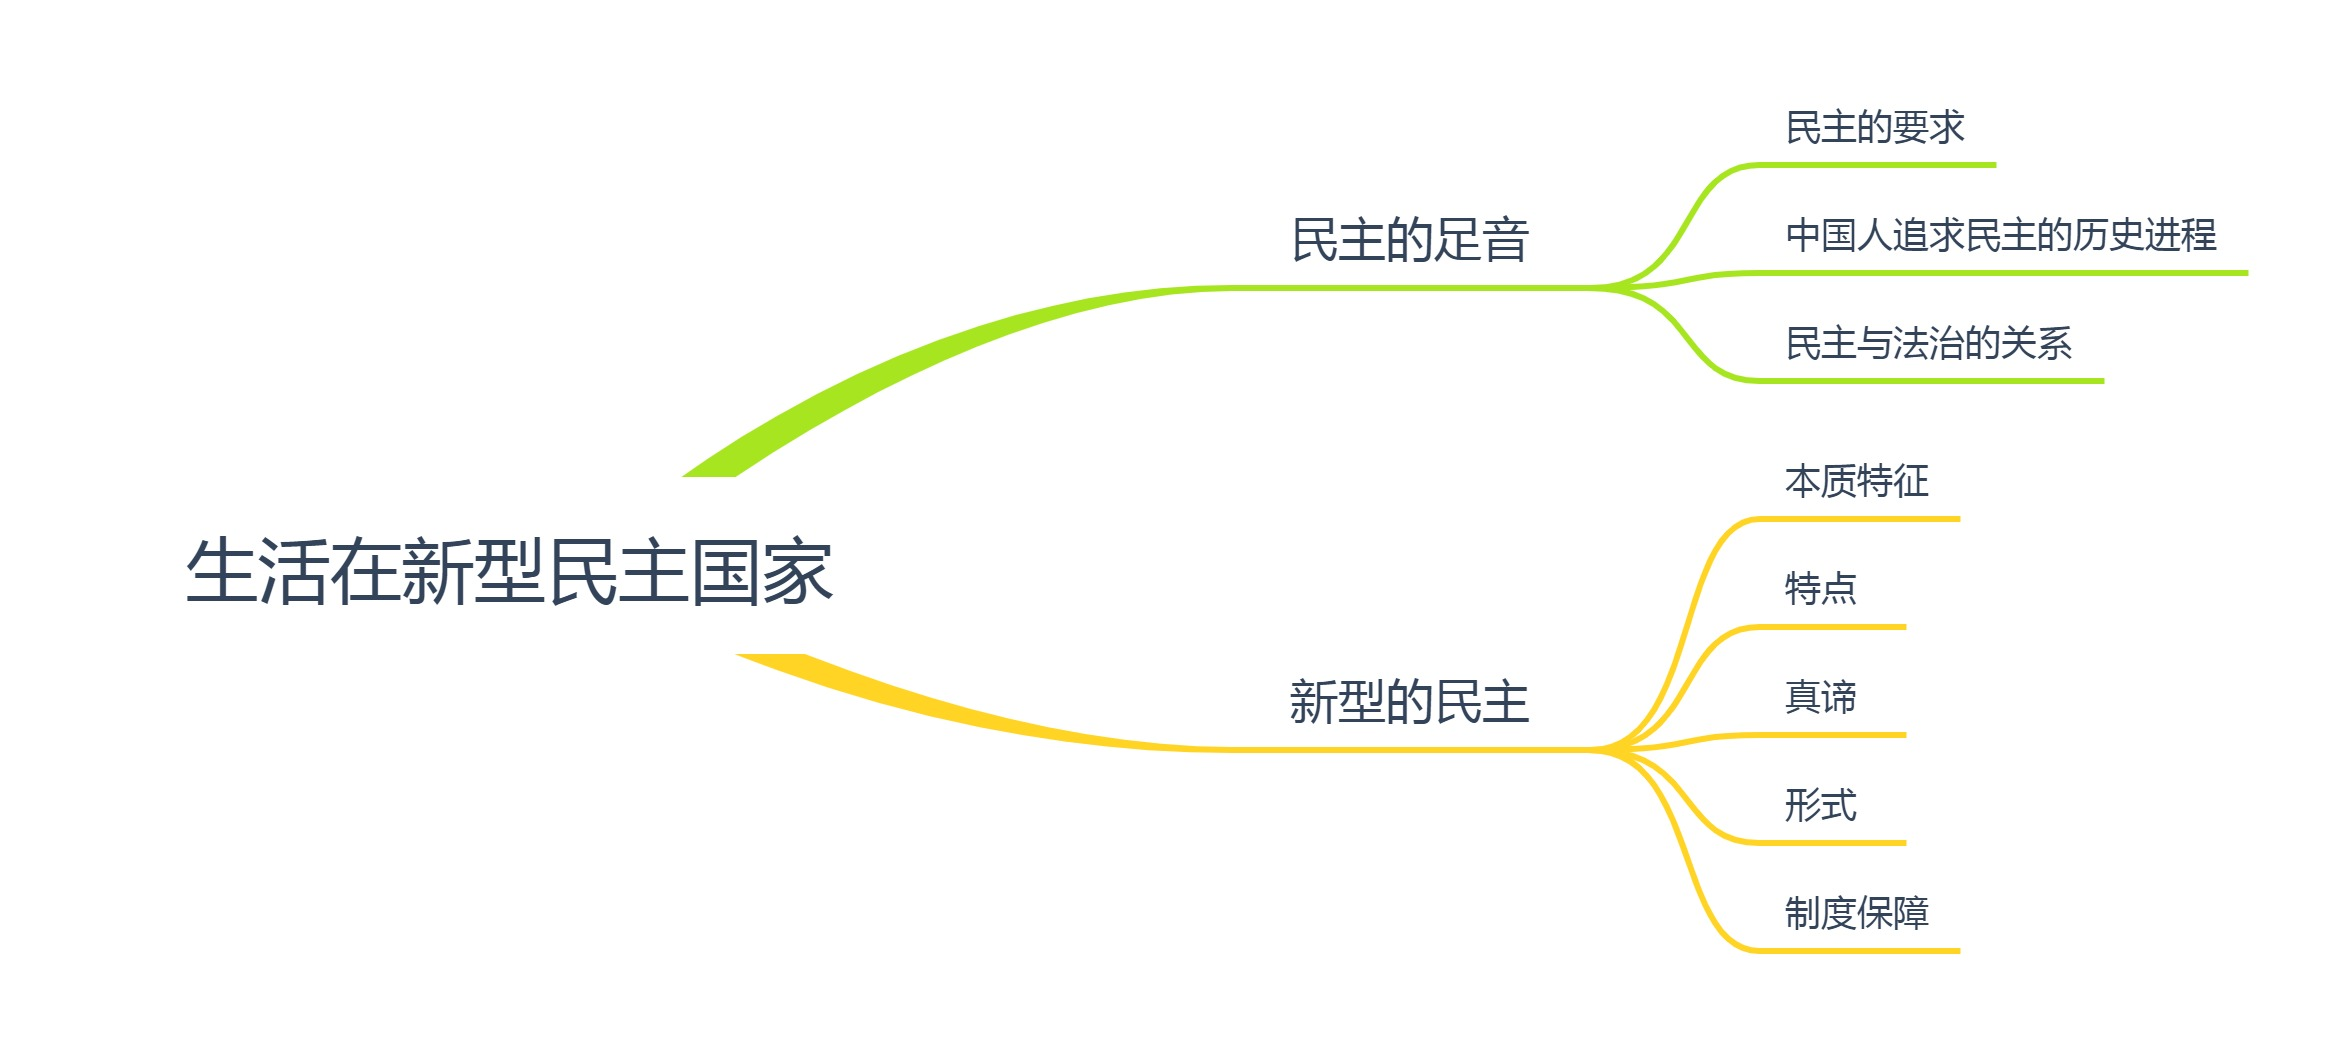 生活在新型民主国家
民主的足音
民主的要求
中国人追求民主的历史进程
民主与法治的关系
新型的民主
本质特征
特点
真谛
形式
制度保障